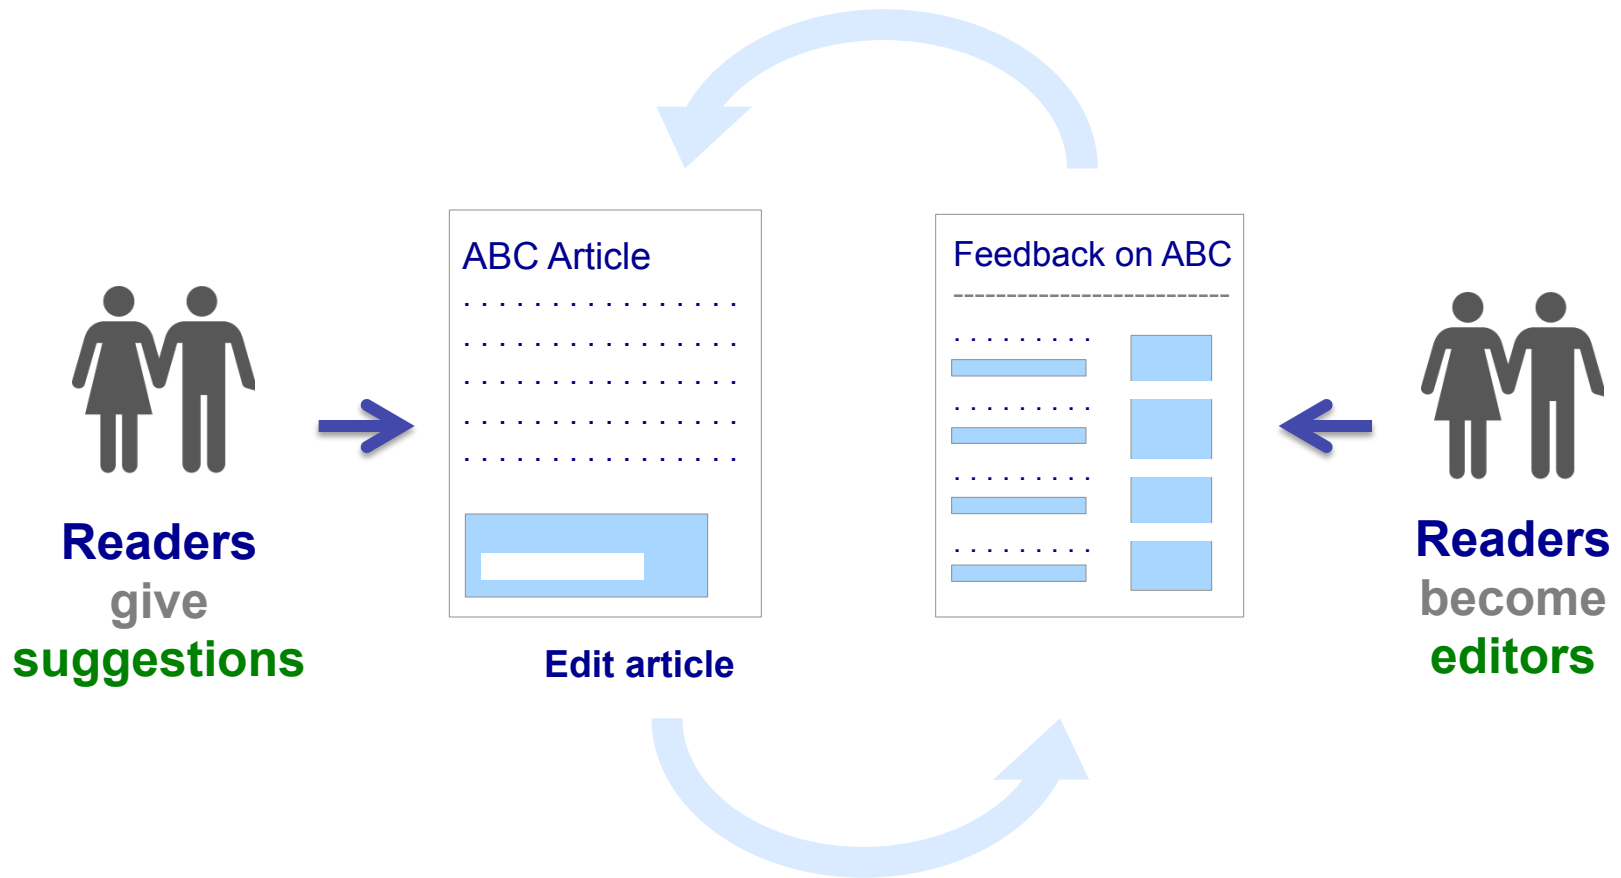 ABC Article
Feedback on ABC
Readers
give
suggestions
Edit article
Readers
become
editors